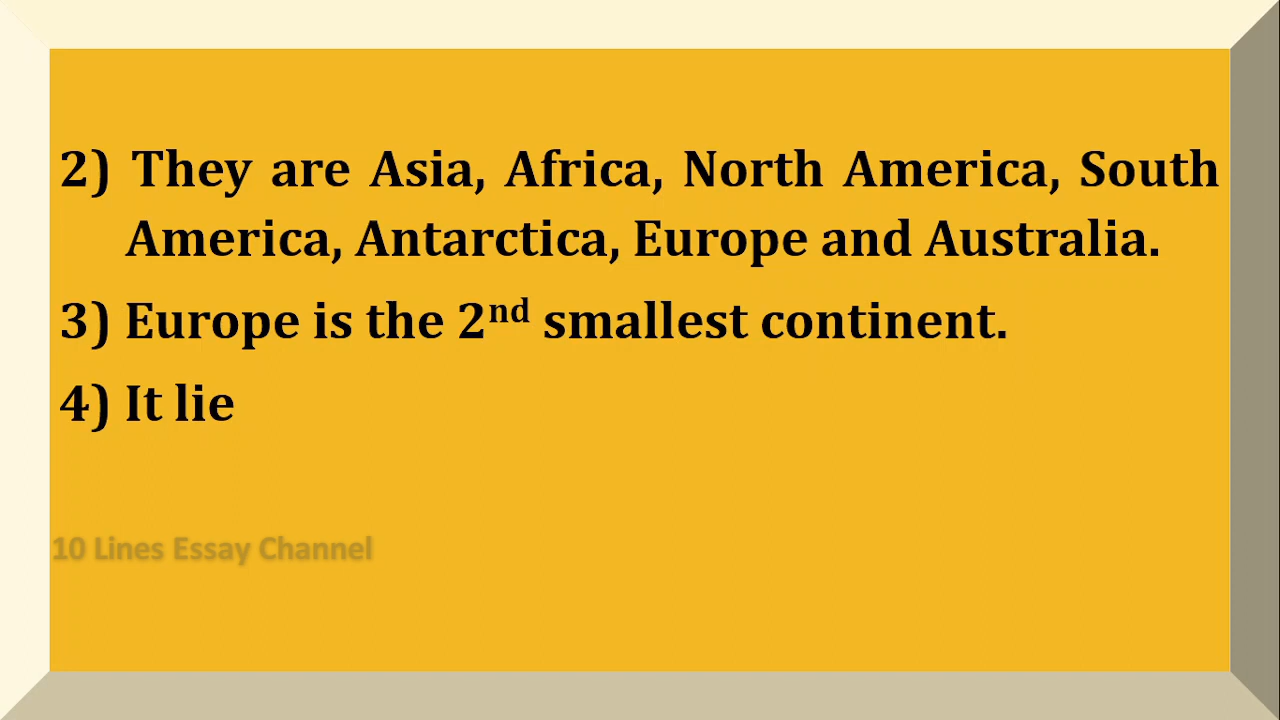 2) They are Asia, Africa, North America, South
America, Antarctica, Europe and Australia.
3) Europe is the 2nd smallest continent.
4) It lie
10 Lines Essay Channel